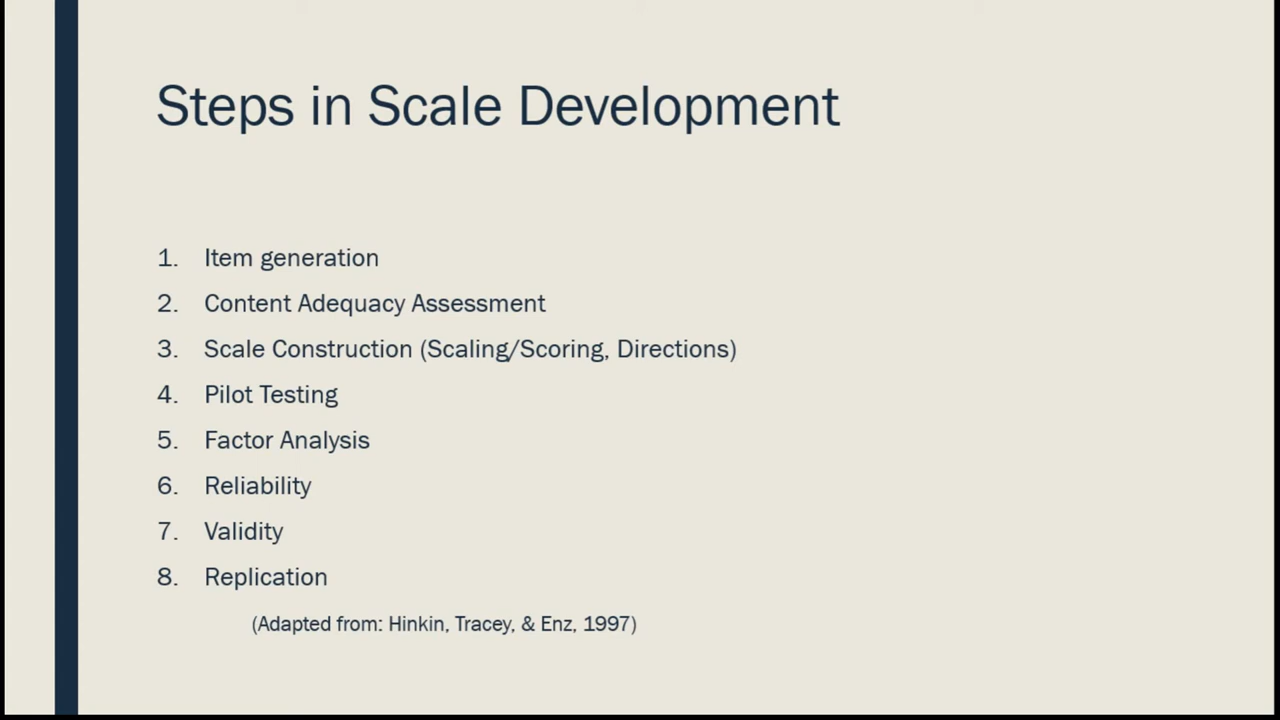 Steps in Scale Development
1. Item generation
2. Content Adequacy Assessment
3. Scale Construction (Scaling/Scoring, Directions)
4. Pilot Testing
5. Factor Analysis
6. Reliability
7. Validity
8. Replication
(Adapted from: Hinkin, Tracey, & Enz, 1997)